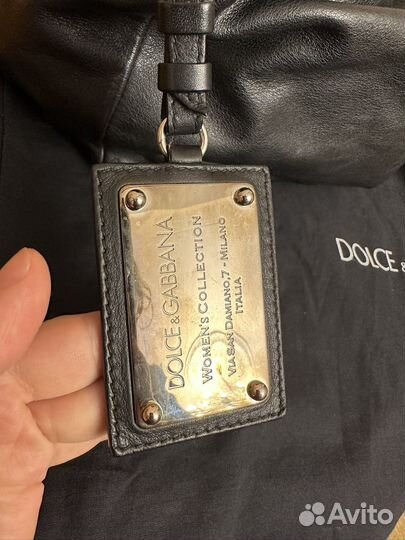 DOLCE & GABBANA
WOMEN'S COLLECTION
VIA SAN DAMIANO,7 - MILANO
ITALIA
DOLCE &
Avito